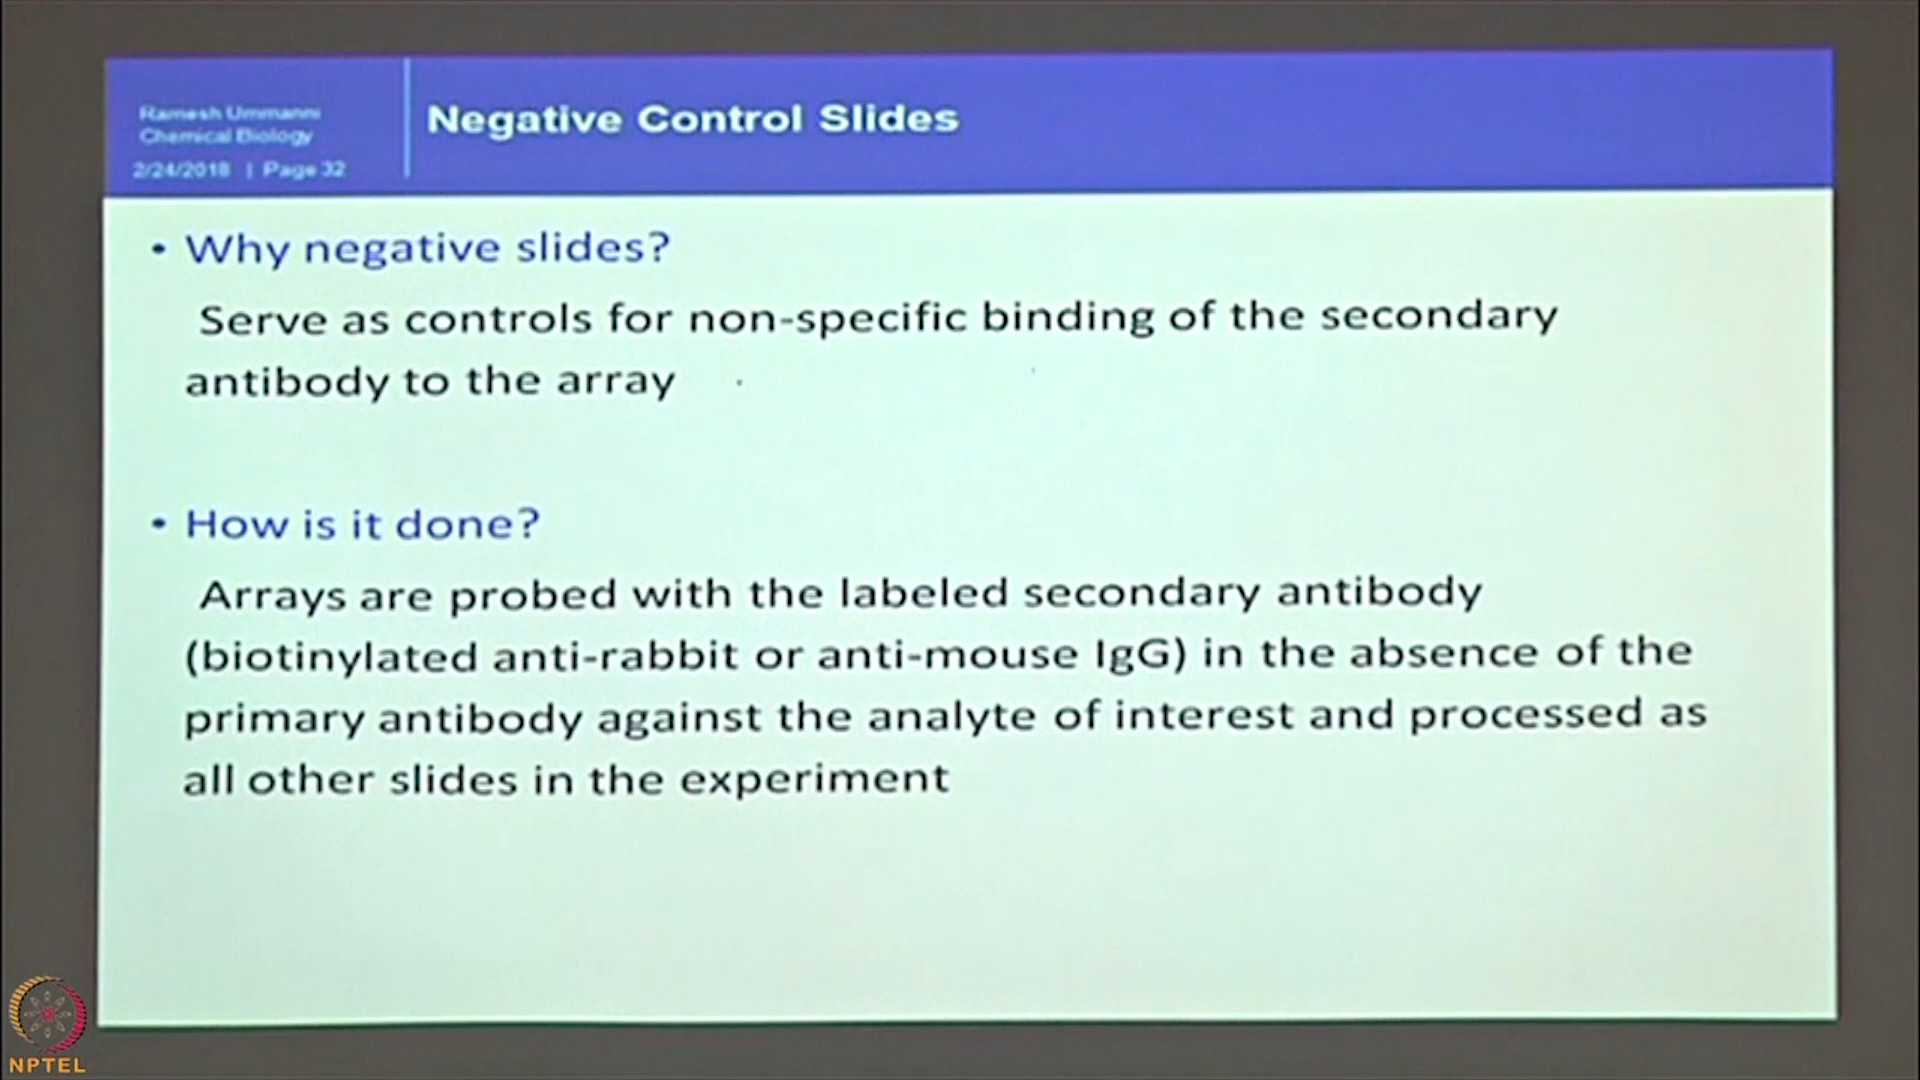 Ramesh Ummanni
Chemical Biology
2/24/2018 | Page 32
Negative Control Slides
• Why negative slides?
Serve as controls for non-specific binding of the secondary
antibody to the array
• How is it done?
Arrays are probed with the labeled secondary antibody
(biotinylated anti-rabbit or anti-mouse IgG) in the absence of the
primary antibody against the analyte of interest and processed as
all other slides in the experiment
NPTEL